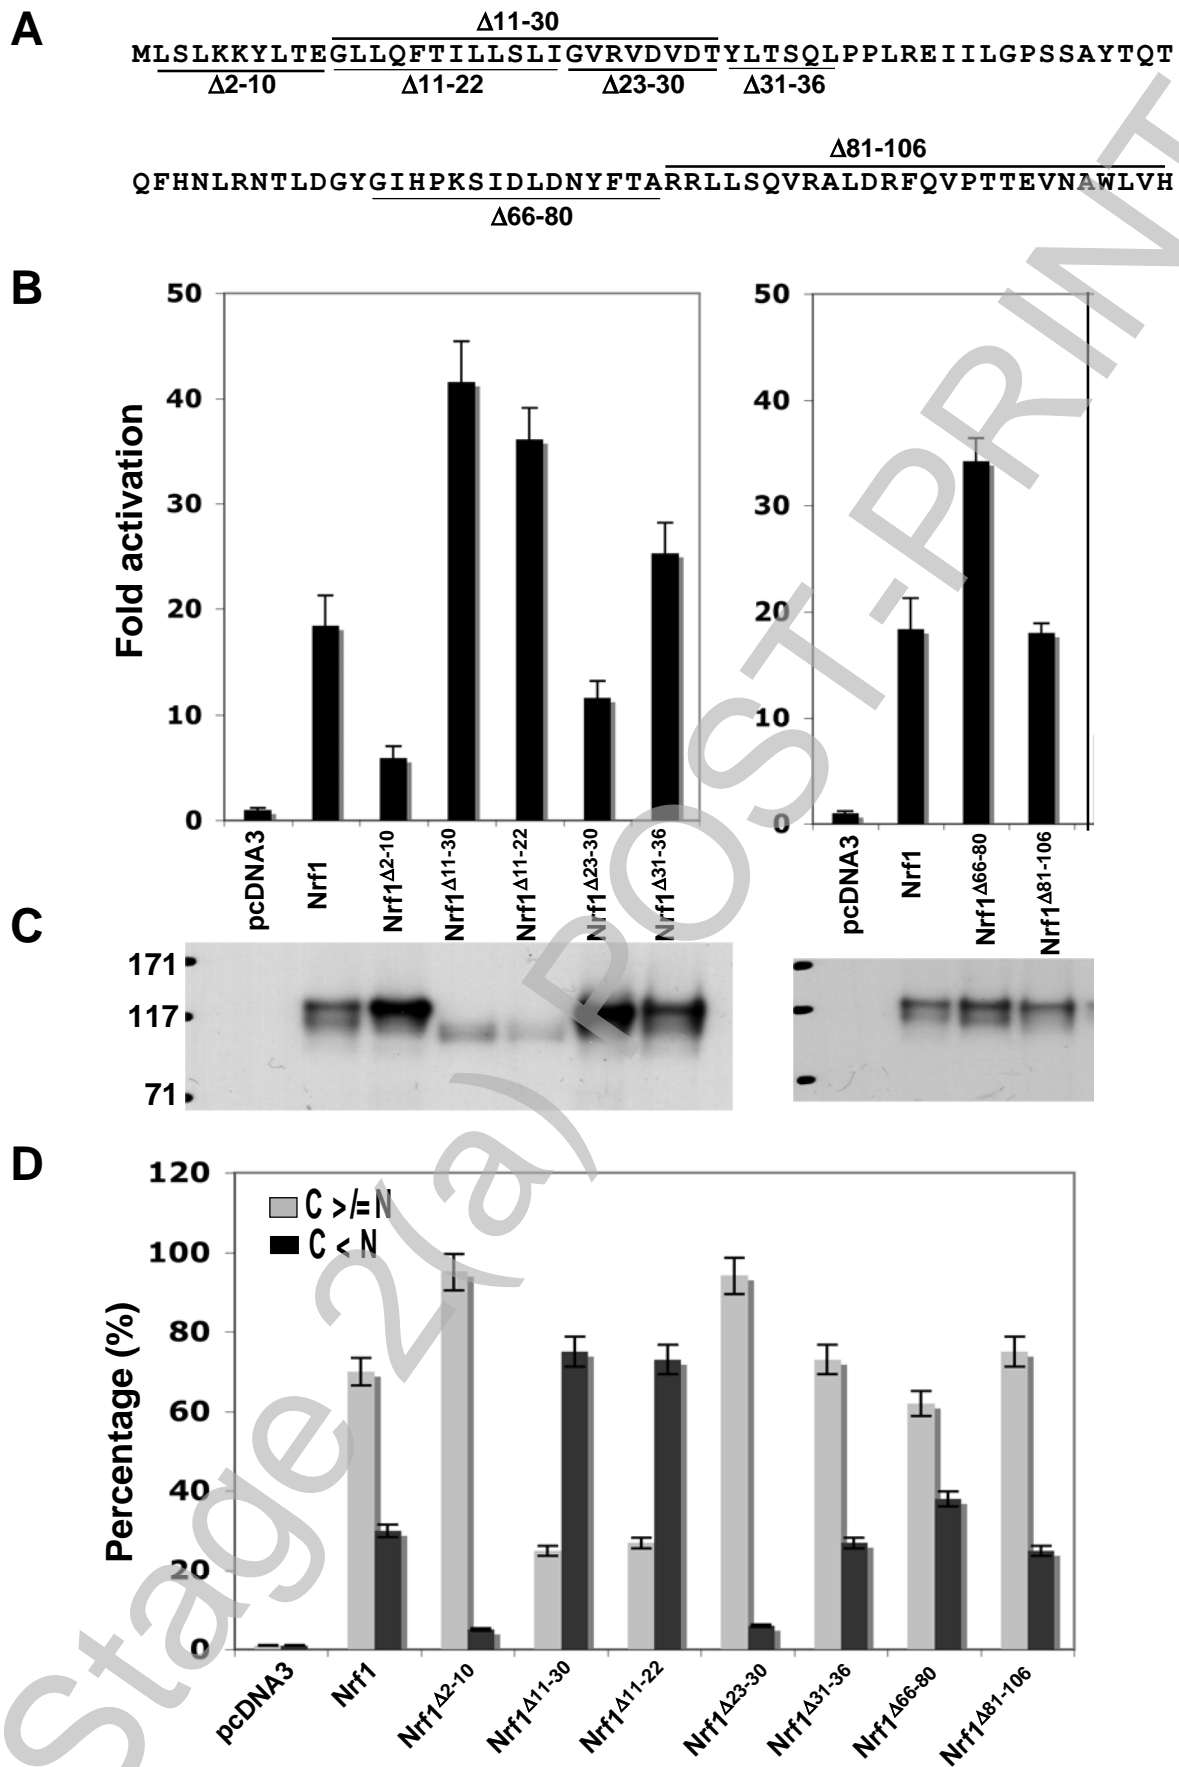 A
Δ11-30
MLSLKKYLTEGLLQFTILLSLIGVRVDVDTYLTSQLPPLREIILGPSSAYTQT
Δ2-10 Δ11-22 Δ23-30 Δ31-36
Δ81-106
QFHNLRNTLDGYGIHPKSIDLDNYFTARRLLSQVRALDRFQVPTTEVNAWLVH
Δ66-80
B
Fold activation
50
40
30
20
10
0
pcDNA3
Nrf1
Nrf1Δ2-10
Nrf1Δ11-30
Nrf1Δ11-22
Nrf1Δ23-30
Nrf1Δ31-36
50
40
30
20
10
0
pcDNA3
Nrf1
Nrf1Δ66-80
Nrf1Δ81-106
C
171
117
71
D
Percentage (%)
120
100
80
60
40
20
0
C >/= N
C < N
pcDNA3
Nrf1
Nrf1Δ2-10
Nrf1Δ11-30
Nrf1Δ11-22
Nrf1Δ23-30
Nrf1Δ31-36
Nrf1Δ66-80
Nrf1Δ81-106
Stage 2(a) POST-PRINT